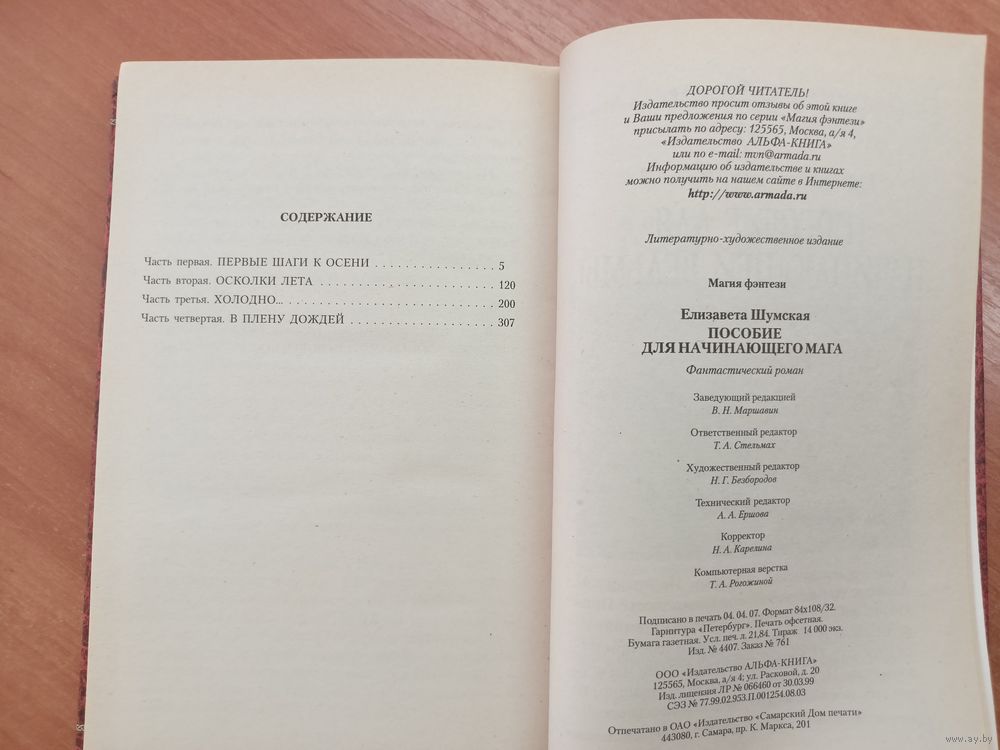 СОДЕРЖАНИЕ
Часть первая. ПЕРВЫЕ ШАГИ К ОСЕНИ . . . . . . . . . . . . . . . . 5
Часть вторая. ОСКОЛКИ ЛЕТА . . . . . . . . . . . . . . . . . . . . . . 120
Часть третья. ХОЛОДНО... . . . . . . . . . . . . . . . . . . . . . . . . . 200
Часть четвертая. В ПЛЕНУ ДОЖДЕЙ . . . . . . . . . . . . . . . . . . 307
ДОРОГОЙ ЧИТАТЕЛЬ!
Издательство просит отзывы об этой книге
и Ваши предложения по серии «Магия фэнтези»
присылать по адресу: 125565, Москва, а/я 4,
«Издательство АЛЬФА-КНИГА»
или по e-mail: mvn@armada.ru
Информацию об издательстве и книгах
можно получить на нашем сайте в Интернете:
http://www.armada.ru
Литературно-художественное издание
Магия фэнтези
Елизавета Шумская
ПОСОБИЕ
ДЛЯ НАЧИНАЮЩЕГО МАГА
Фантастический роман
Заведующий редакцией
В. Н. Маршавин
Ответственный редактор
Т. А. Стельмах
Художественный редактор
Н. Г. Безбородов
Технический редактор
А. А. Ершова
Корректор
Н. А. Карелина
Компьютерная верстка
Т. А. Рогожиной
Подписано в печать 04. 04. 07. Формат 84х108/32.
Гарнитура «Петербург». Печать офсетная.
Бумага газетная. Усл. печ. л. 21,84. Тираж 14 000 экз.
Изд. № 4407. Заказ № 761
ООО «Издательство АЛЬФА-КНИГА»
125565, Москва, а/я 4; ул. Расковой, д. 20
Изд. лицензия ЛР № 066460 от 30.03.99
СЭЗ № 77.99.02.953.П.001254.08.03
Отпечатано в ОАО «Издательство «Самарский Дом печати»
443080, г. Самара, пр. К. Маркса, 201
www.ay.by